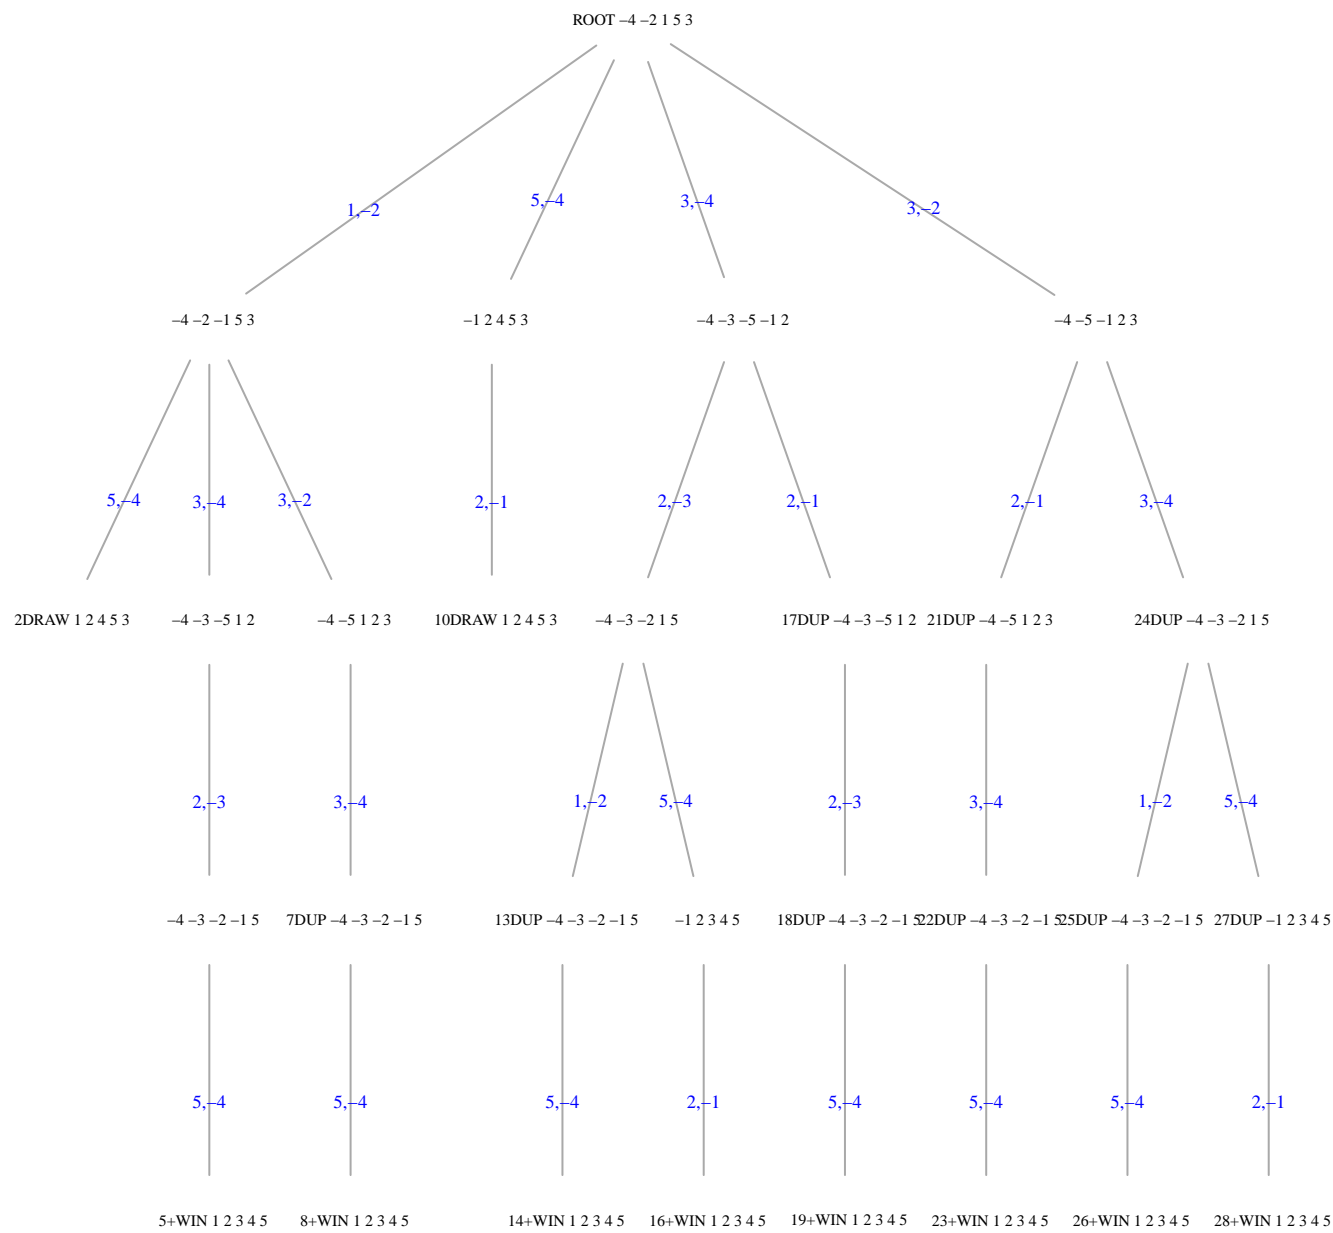 ROOT −4 −2 1 5 3
1,−2 5,−4 3,−4 3,−2
−4 −2 −1 5 3 −1 2 4 5 3 −4 −3 −5 −1 2 −4 −5 −1 2 3
5,−4 3,−4 3,−2 2,−1 2,−3 2,−1 2,−1 3,−4
2DRAW 1 2 4 5 3 −4 −3 −5 1 2 −4 −5 1 2 3 10DRAW 1 2 4 5 3 −4 −3 −2 1 5 17DUP −4 −3 −5 1 2 21DUP −4 −5 1 2 3 24DUP −4 −3 −2 1 5
2,−3 3,−4 1,−2 5,−4 2,−3 3,−4 1,−2 5,−4
−4 −3 −2 −1 5 7DUP −4 −3 −2 −1 5 13DUP −4 −3 −2 −1 5 −1 2 3 4 5 18DUP −4 −3 −2 −1 5 22DUP −4 −3 −2 −1 5 25DUP −4 −3 −2 −1 5 27DUP −1 2 3 4 5
5,−4 5,−4 5,−4 2,−1 5,−4 5,−4 5,−4 2,−1
5+WIN 1 2 3 4 5 8+WIN 1 2 3 4 5 14+WIN 1 2 3 4 5 16+WIN 1 2 3 4 5 19+WIN 1 2 3 4 5 23+WIN 1 2 3 4 5 26+WIN 1 2 3 4 5 28+WIN 1 2 3 4 5